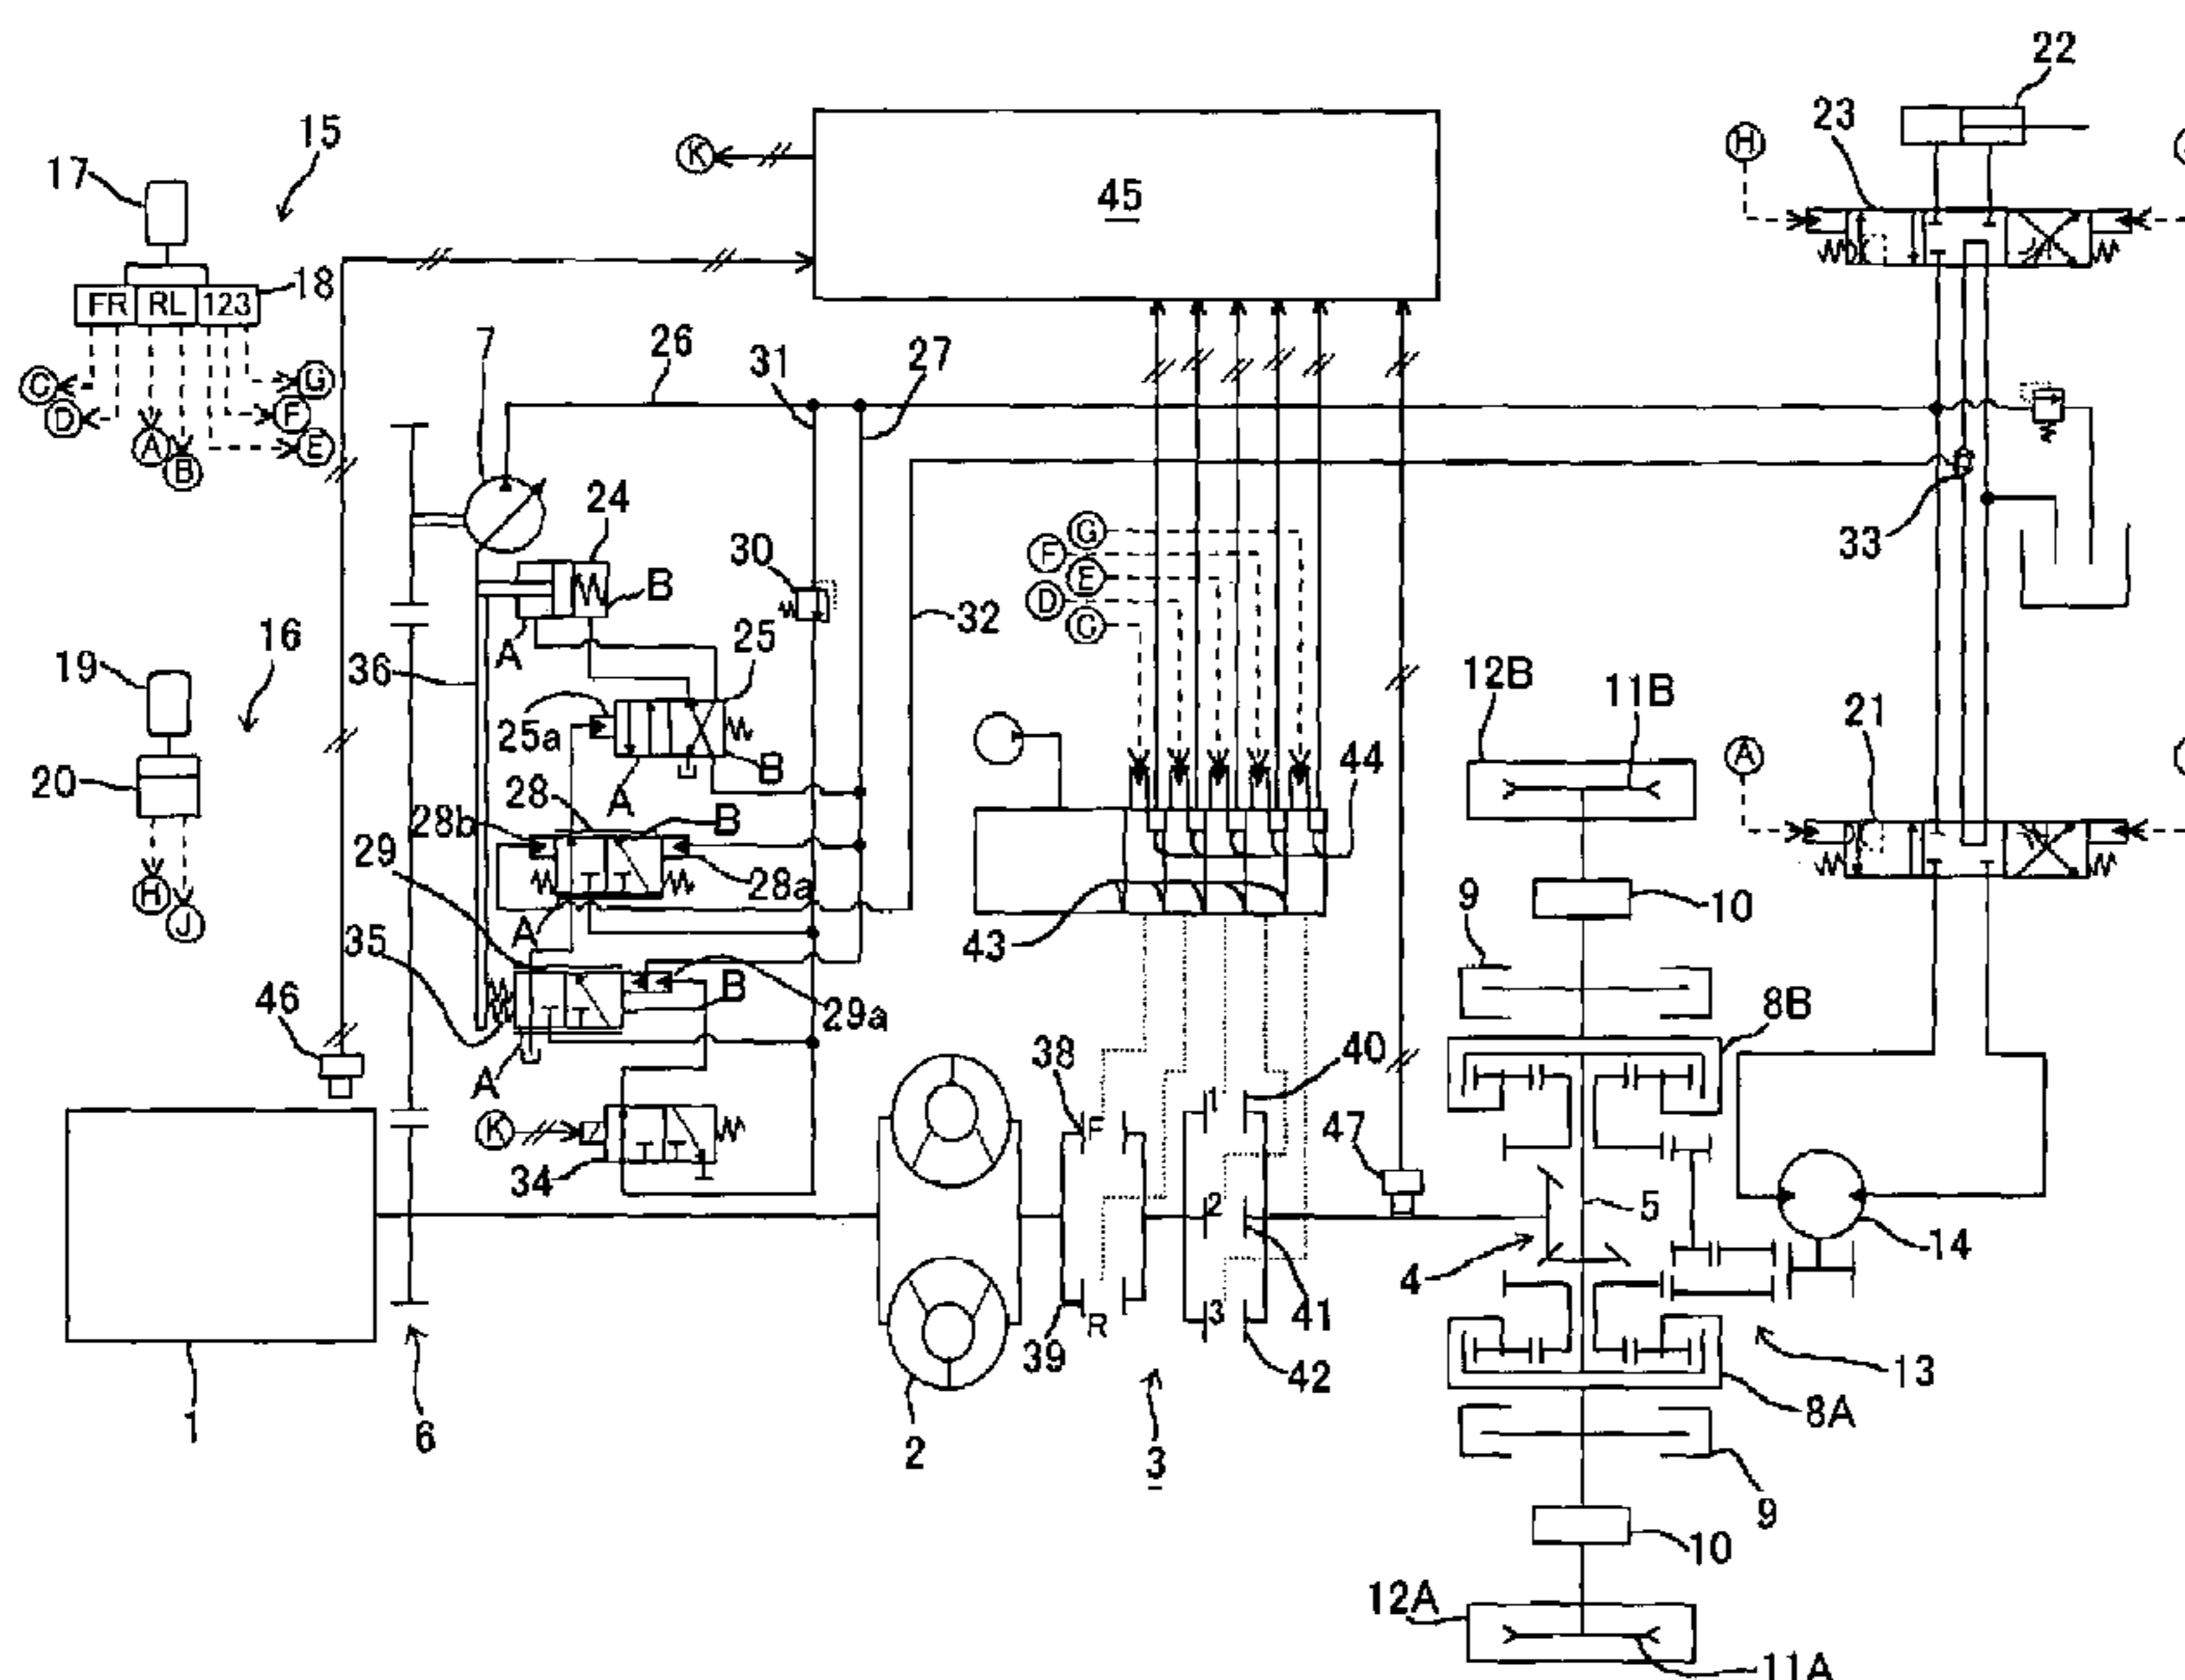 22
23
H
15
17
K
45
18
FR RL 123
7
26
31
27
C
G
D
F
A
E
B
24
30
33
G
F
E
D
C
B
A
32
16
25
19
36
12B
11B
21
25a
A
20
B
A
44
28
28b
B
29
28a
10
H
J
A
43
9
35
46
B
29a
8B
38
40
A
1
F
K
47
34
2
5
14
4
3
41
R
39
42
13
1
6
2
3
8A
9
10
12A
11A